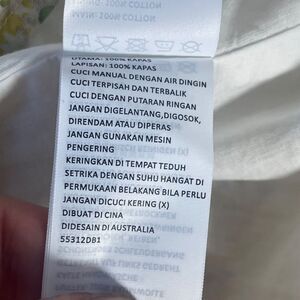 UTAMA: 100% KAPAS
LAPISAN: 100% KAPAS
CUCI MANUAL DENGAN AIR DINGIN
CUCI TERPISAH DAN TERBALIK
CUCI DENGAN PUTARAN RINGAN
JANGAN DIGELANTANG,DIGOSOK,
DIRENDAM ATAU DIPERAS
JANGAN GUNAKAN MESIN
PENGERING
KERINGKAN DI TEMPAT TEDUH
SETRIKA DENGAN SUHU HANGAT DI
PERMUKAAN BELAKANG BILA PERLU
JANGAN DICUCI KERING (X)
DIBUAT DI CINA
DIDESAIN DI AUSTRALIA
55312DB1